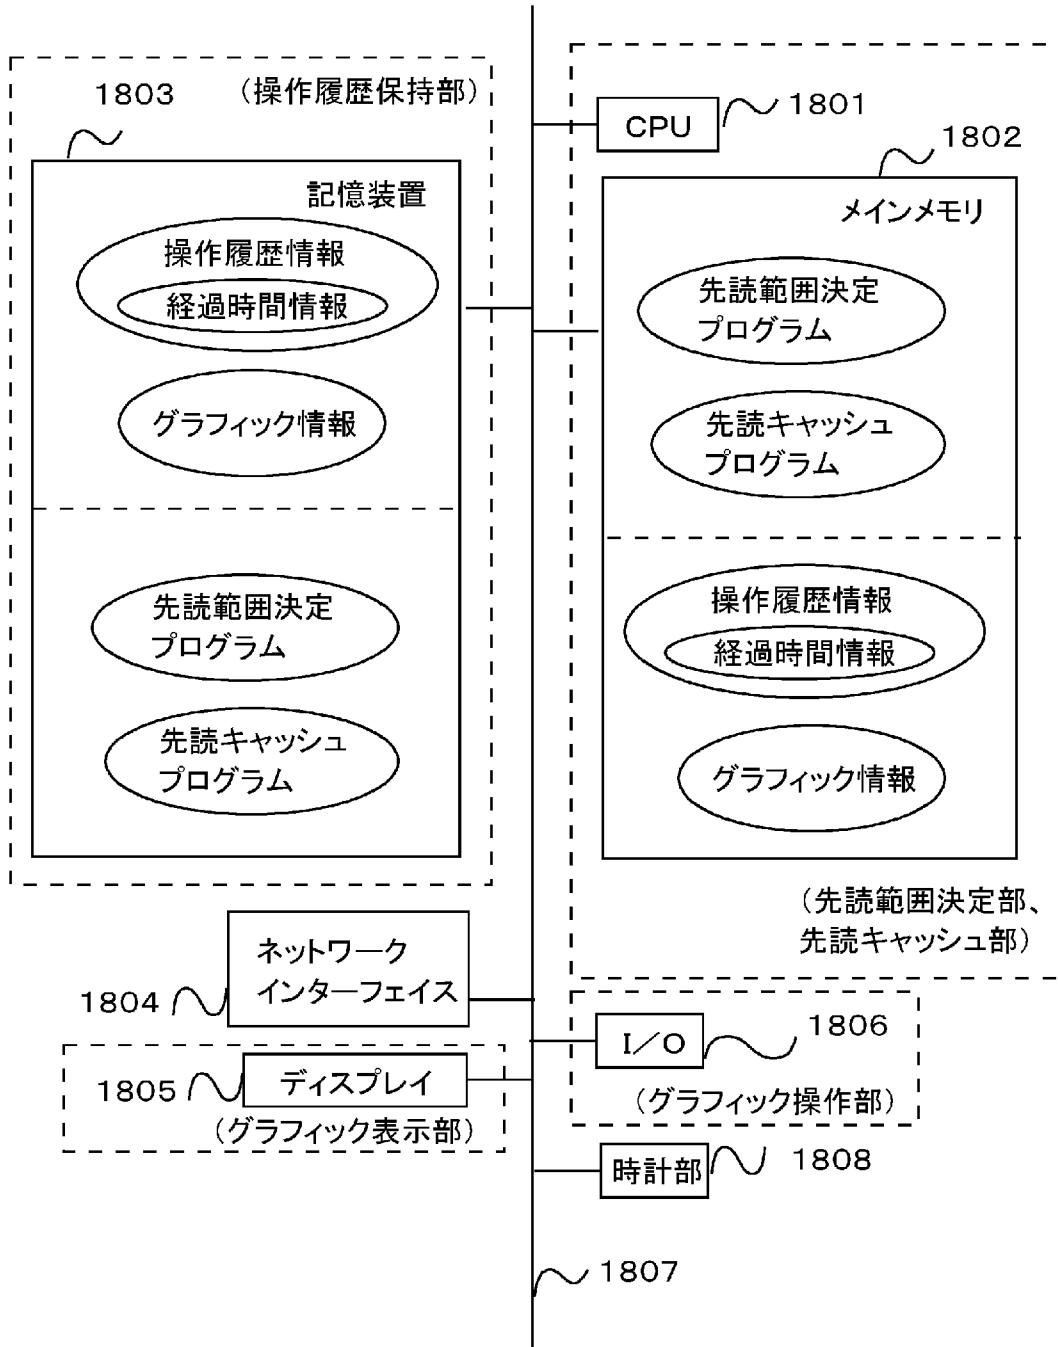 1803
（操作履歴保持部）
記憶装置
操作履歴情報
経過時間情報
グラフィック情報
先読範囲決定
プログラム
先読キャッシュ
プログラム
CPU
1801
1802
メインメモリ
先読範囲決定
プログラム
先読キャッシュ
プログラム
操作履歴情報
経過時間情報
グラフィック情報
（先読範囲決定部、
先読キャッシュ部）
ネットワーク
インターフェイス
1804
1805
ディスプレイ
（グラフィック表示部）
I／O
1806
（グラフィック操作部）
時計部
1808
1807